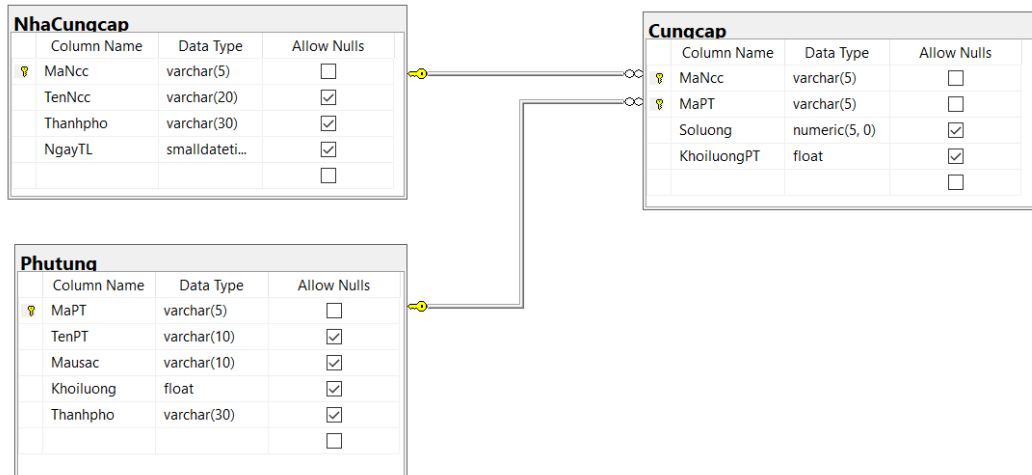 NhaCungcap
Column Name Data Type Allow Nulls
MaNcc varchar(5)
TenNcc varchar(20)
Thanhpho varchar(30)
NgayTL smalldateti...
Cungcap
Column Name Data Type Allow Nulls
MaNcc varchar(5)
MaPT varchar(5)
Soluong numeric(5, 0)
KhoiluongPT float
Phutung
Column Name Data Type Allow Nulls
MaPT varchar(5)
TenPT varchar(10)
Mausac varchar(10)
Khoiluong float
Thanhpho varchar(30)